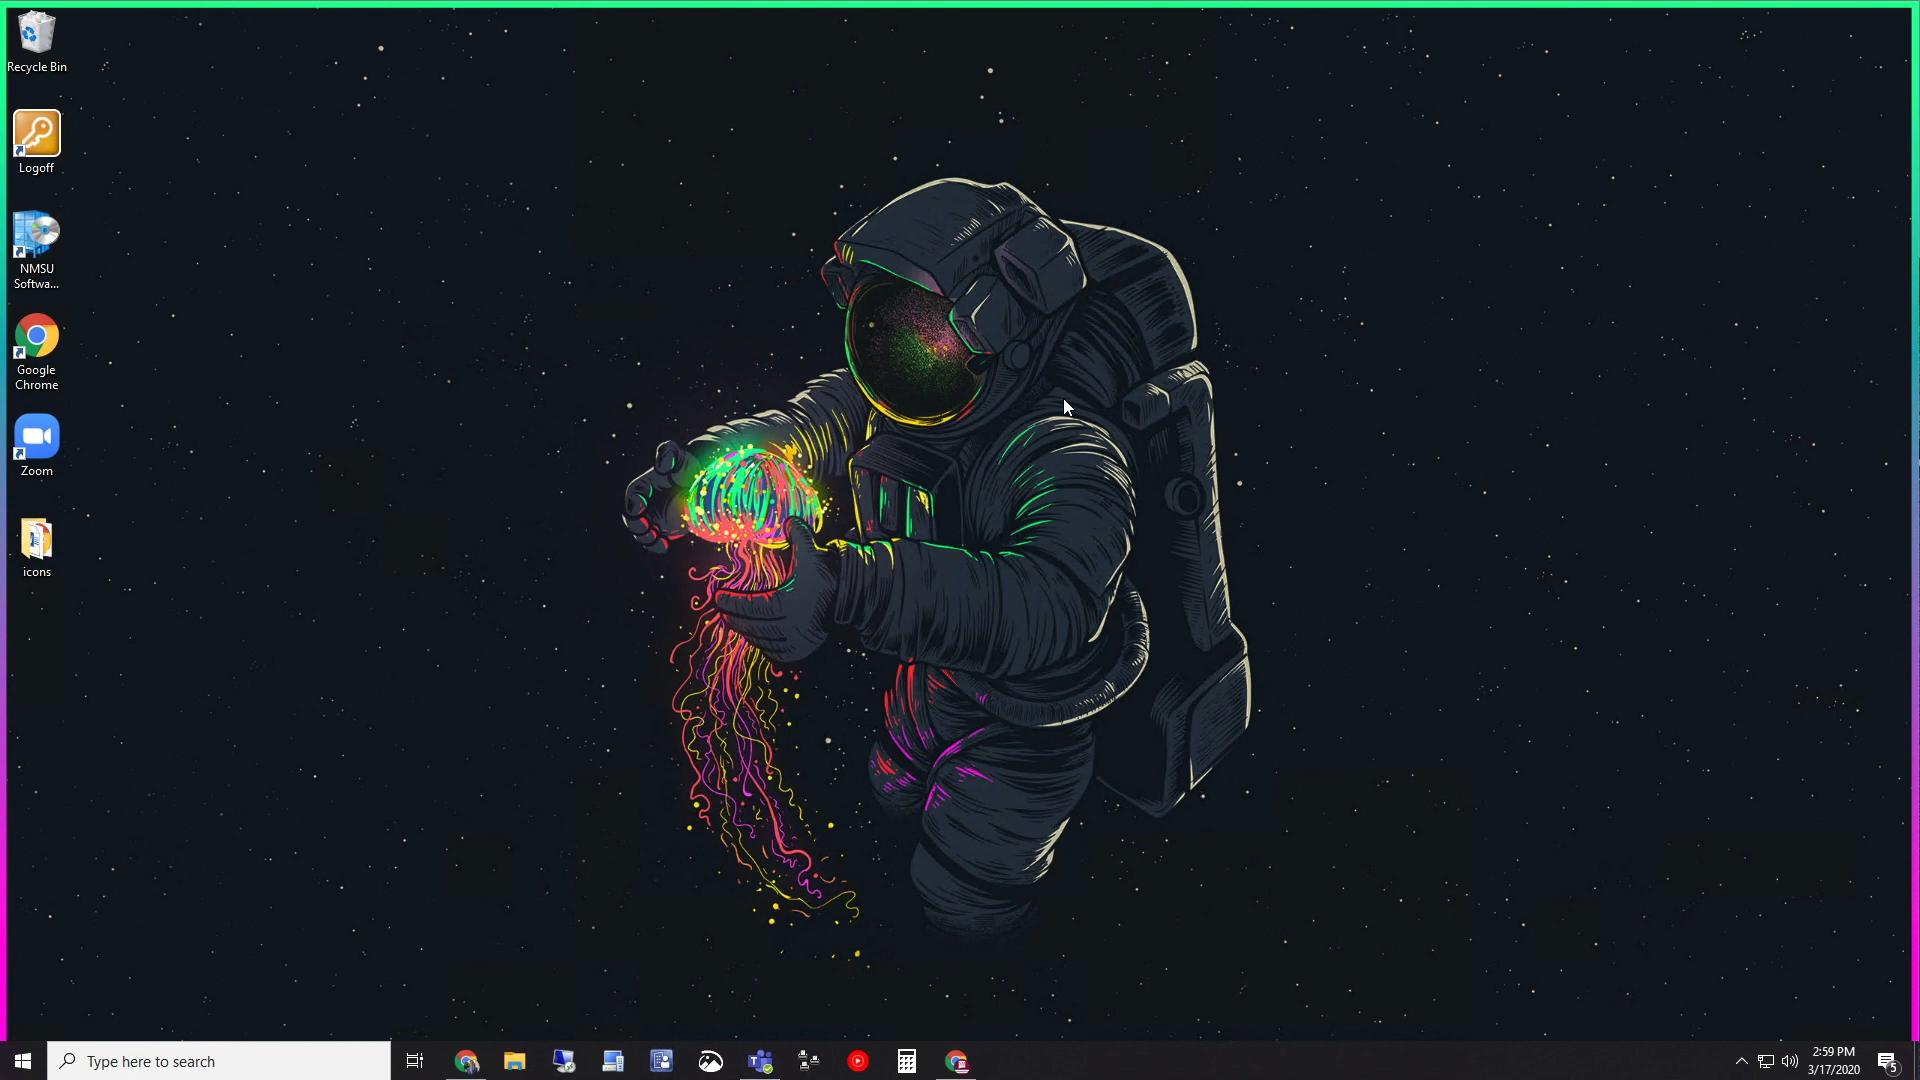 Recycle Bin
Logoff
NMSU
Softwa...
Google
Chrome
Zoom
icons
Type here to search
2:59 PM
3/17/2020
5